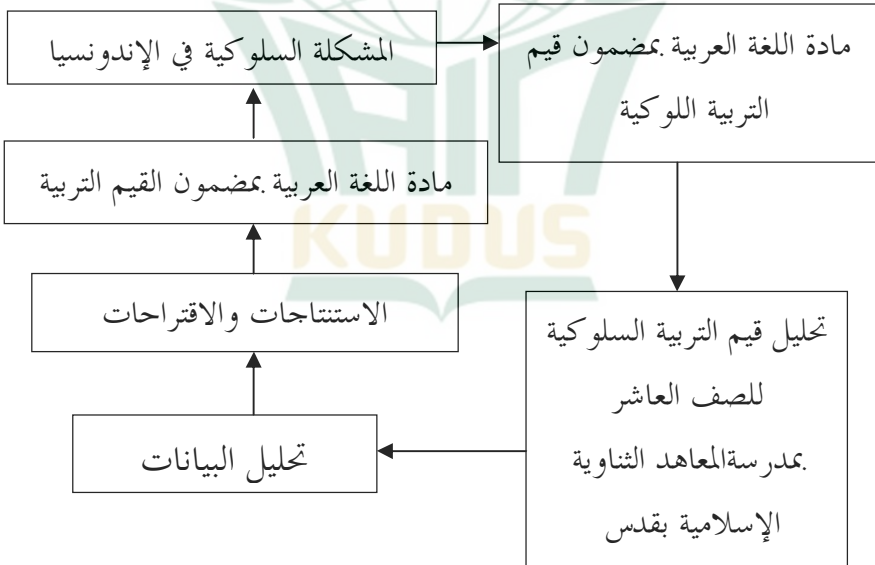 المشكلة السلوكية في الإندونسيا
مادة اللغة العربية بمضمون قيم
التربية اللوكية
مادة اللغة العربية بمضمون القيم التربية
KUDUS
الاستنتاجات والاقتراحات
تحليل قيم التربية السلوكية
للصف العاشر
بمدرسةالمعاهد الثناوية
الإسلامية بقدس
تحليل البيانات